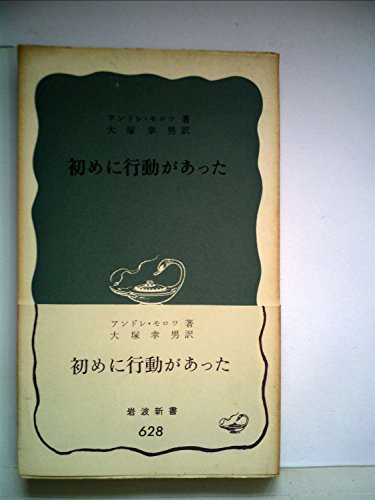 アンドレ・モロワ 著
大塚幸男訳
初めに行動があった
アンドレ・モロワ 著
大塚幸男訳
初めに行動があった
岩波新書
628